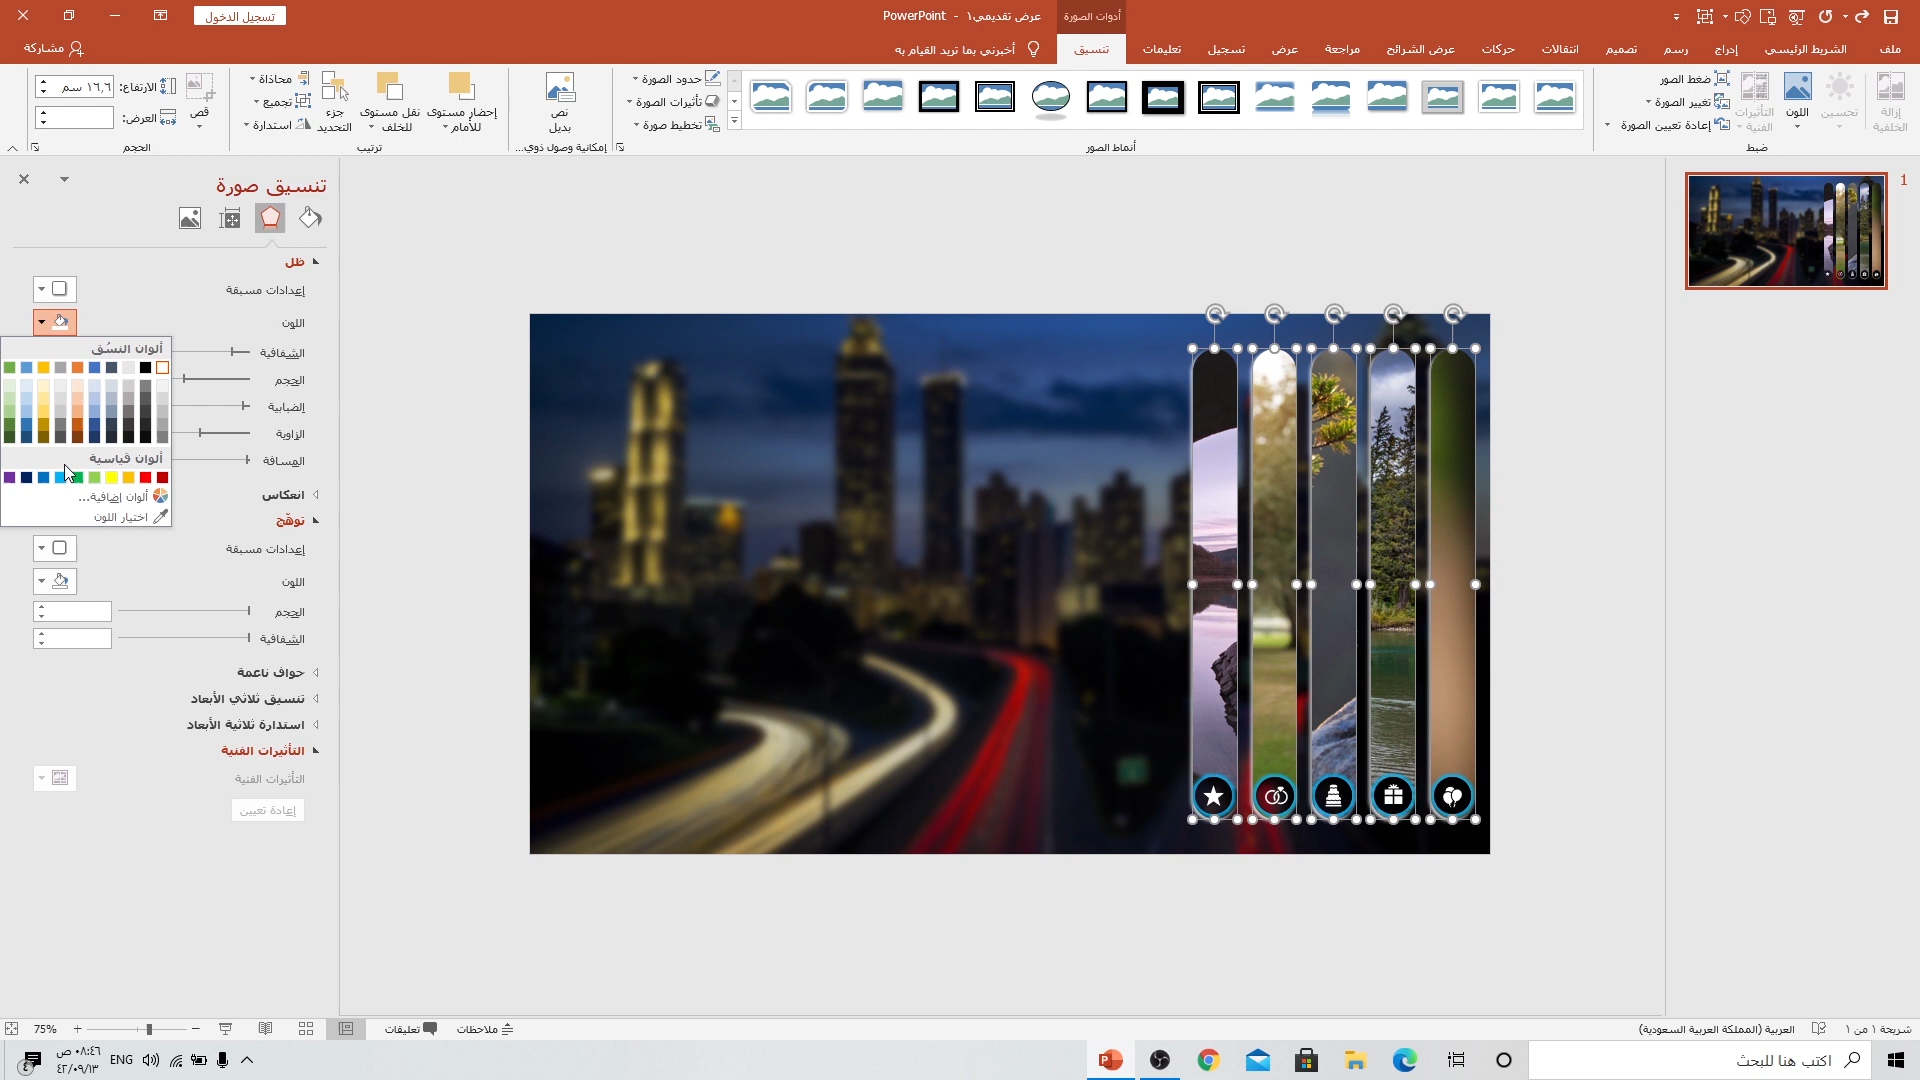 أدوات الصورة
عرض تقديمي١ - PowerPoint
تسجيل الدخول
ملف
الشريط الرئيسي
إدراج
رسم
تصميم
انتقالات
حركات
عرض الشرائح
مراجعة
عرض
تسجيل
تعليمات
تنسيق
أخبرني بما تريد القيام به
مشاركة
إزالة الخلفية
تحسين
اللون
التأثيرات الفنية
ضغط الصور
تغيير الصورة
إعادة تعيين الصورة
ضبط
أنماط الصور
حدود الصورة
تأثيرات الصورة
تخطيط صورة
نص بديل
إمكانية وصول ذوي...
إحضار مستوى للأمام
نقل مستوى للخلف
جزء التحديد
محاذاة
تجميع
استدارة
ترتيب
قص
الارتفاع: ١٦,٦ سم
العرض:
الحجم
1
تنسيق صورة
ظل
إعدادات مسبقة
اللون
الشفافية
الحجم
الضبابية
الزاوية
المسافة
ألوان النسُق
ألوان قياسية
ألوان إضافية...
اختيار اللون
انعكاس
توهّج
إعدادات مسبقة
اللون
الحجم
الشفافية
حواف ناعمة
تنسيق ثلاثي الأبعاد
استدارة ثلاثية الأبعاد
التأثيرات الفنية
التأثيرات الفنية
إعادة تعيين
شريحة ١ من ١
العربية (المملكة العربية السعودية)
ملاحظات
تعليقات
75%
اكتب هنا للبحث
ENG
٠٨:٤٦ ص
٤٢/٠٩/١٣
٤